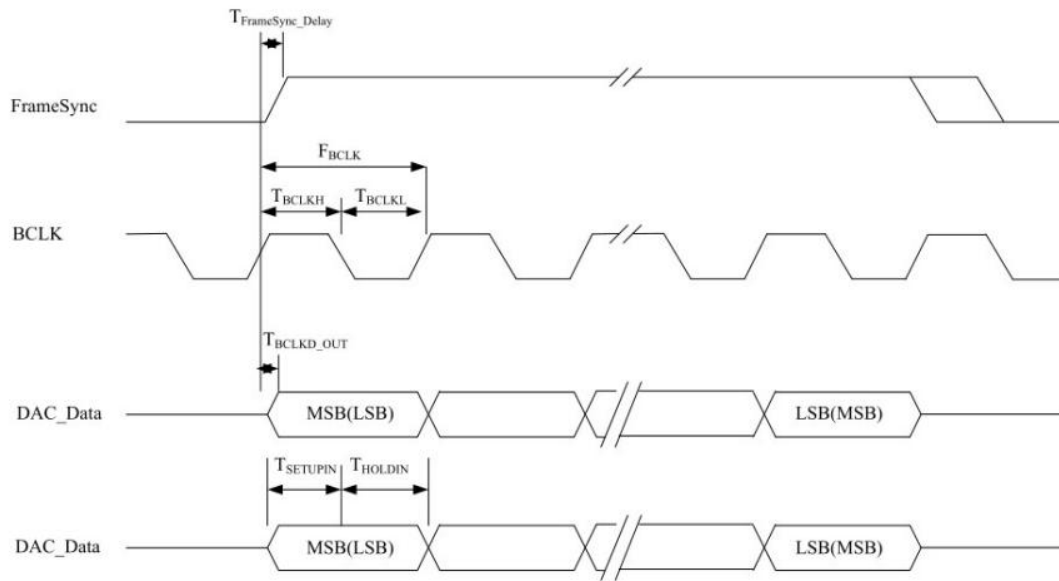 TFrameSync_Delay
FrameSync
FBCLK
TBCLKH TBCLKL
BCLK
TBCLKD_OUT
DAC_Data MSB(LSB) LSB(MSB)
TSETUPIN THOLDIN
DAC_Data MSB(LSB) LSB(MSB)